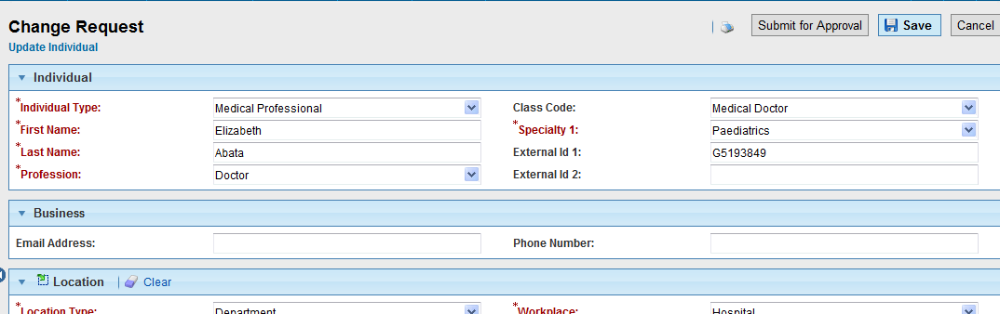 Change Request
Submit for Approval Save Cancel
Update Individual
Individual
*Individual Type: Medical Professional Class Code: Medical Doctor
*First Name: Elizabeth *Specialty 1: Paediatrics
*Last Name: Abata External Id 1: G5193849
*Profession: Doctor External Id 2:
Business
Email Address: Phone Number:
Location | Clear
*Location Type: Department *Workplace: Hospital